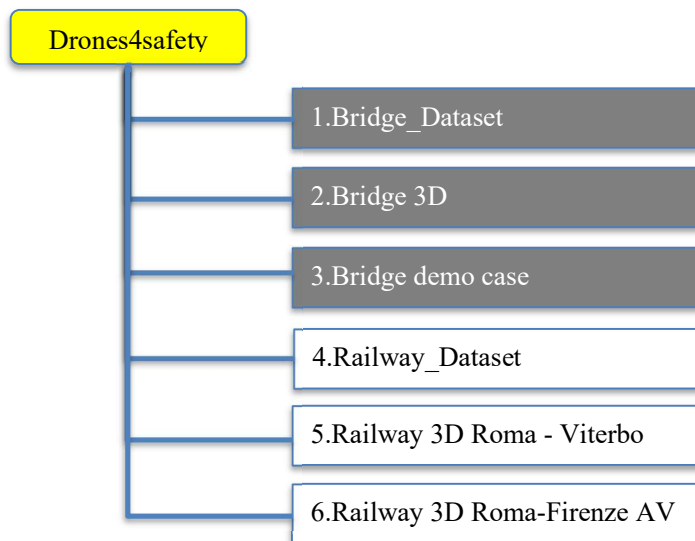 Drones4safety
1.Bridge_Dataset
2.Bridge 3D
3.Bridge demo case
4.Railway_Dataset
5.Railway 3D Roma - Viterbo
6.Railway 3D Roma-Firenze AV